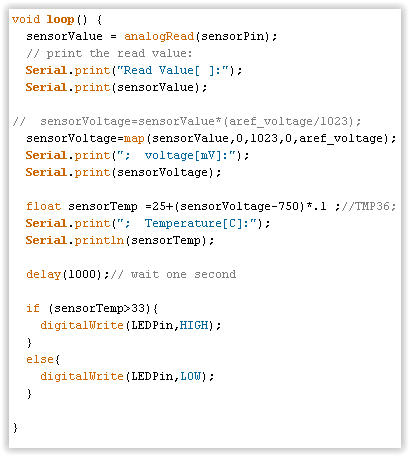 void loop() {
  sensorValue = analogRead(sensorPin);
  // print the read value:
  Serial.print("Read Value[ ]:");
  Serial.print(sensorValue);
//  sensorVoltage=sensorValue*(aref_voltage/1023);
  sensorVoltage=map(sensorValue,0,1023,0,aref_voltage);
  Serial.print(";  voltage[mV]:");
  Serial.print(sensorVoltage);
  float sensorTemp =25+(sensorVoltage-750)*.1 ;//TMP36;
  Serial.print(";  Temperature[C]:");
  Serial.println(sensorTemp);
  delay(1000);// wait one second
  if (sensorTemp>33){
    digitalWrite(LEDPin,HIGH);
  }
  else{
    digitalWrite(LEDPin,LOW);
  }
}